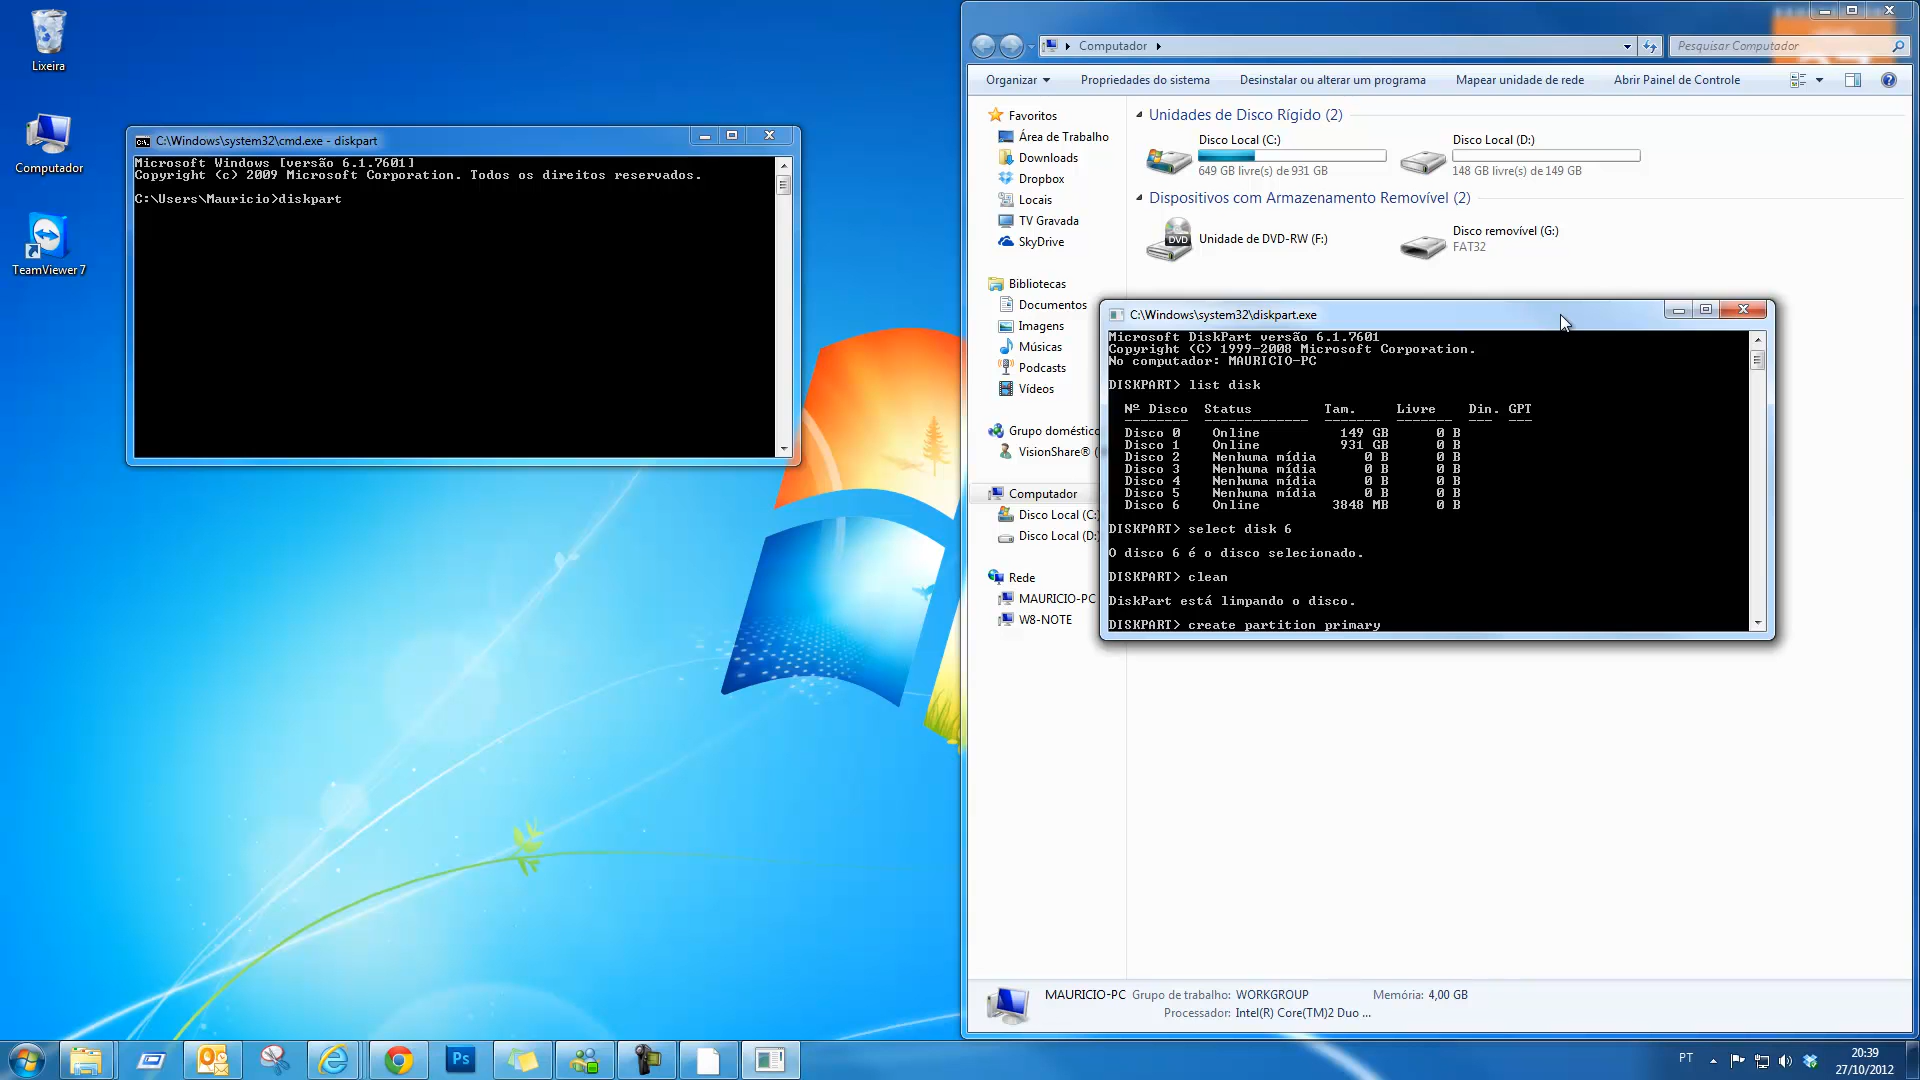 Lixeira
Computador
TeamViewer 7
C:\Windows\system32\cmd.exe - diskpart
Microsoft Windows [versão 6.1.7601]
Copyright (c) 2009 Microsoft Corporation. Todos os direitos reservados.
C:\Users\Mauricio>diskpart
Computador
Pesquisar Computador
Organizar
Propriedades do sistema
Desinstalar ou alterar um programa
Mapear unidade de rede
Abrir Painel de Controle
Favoritos
Área de Trabalho
Downloads
Dropbox
Locais
TV Gravada
SkyDrive
Bibliotecas
Documentos
Imagens
Músicas
Podcasts
Vídeos
Grupo doméstico
VisionShare® (
Computador
Disco Local (C:
Disco Local (D:
Rede
MAURICIO-PC
W8-NOTE
Unidades de Disco Rígido (2)
Disco Local (C:)
649 GB livre(s) de 931 GB
Disco Local (D:)
148 GB livre(s) de 149 GB
Dispositivos com Armazenamento Removível (2)
DVD
Unidade de DVD-RW (F:)
Disco removível (G:)
FAT32
C:\Windows\system32\diskpart.exe
Microsoft DiskPart versão 6.1.7601
Copyright (C) 1999-2008 Microsoft Corporation.
No computador: MAURICIO-PC
DISKPART> list disk
Nº Disco Status Tam. Livre Din. GPT
-------- ------------- ------- ------- --- ---
Disco 0 Online 149 GB 0 B
Disco 1 Online 931 GB 0 B
Disco 2 Nenhuma mídia 0 B 0 B
Disco 3 Nenhuma mídia 0 B 0 B
Disco 4 Nenhuma mídia 0 B 0 B
Disco 5 Nenhuma mídia 0 B 0 B
Disco 6 Online 3848 MB 0 B
DISKPART> select disk 6
O disco 6 é o disco selecionado.
DISKPART> clean
DiskPart está limpando o disco.
DISKPART> create partition primary
MAURICIO-PC Grupo de trabalho: WORKGROUP Memória: 4,00 GB
Processador: Intel(R) Core(TM)2 Duo ...
Ps
PT
20:39
27/10/2012